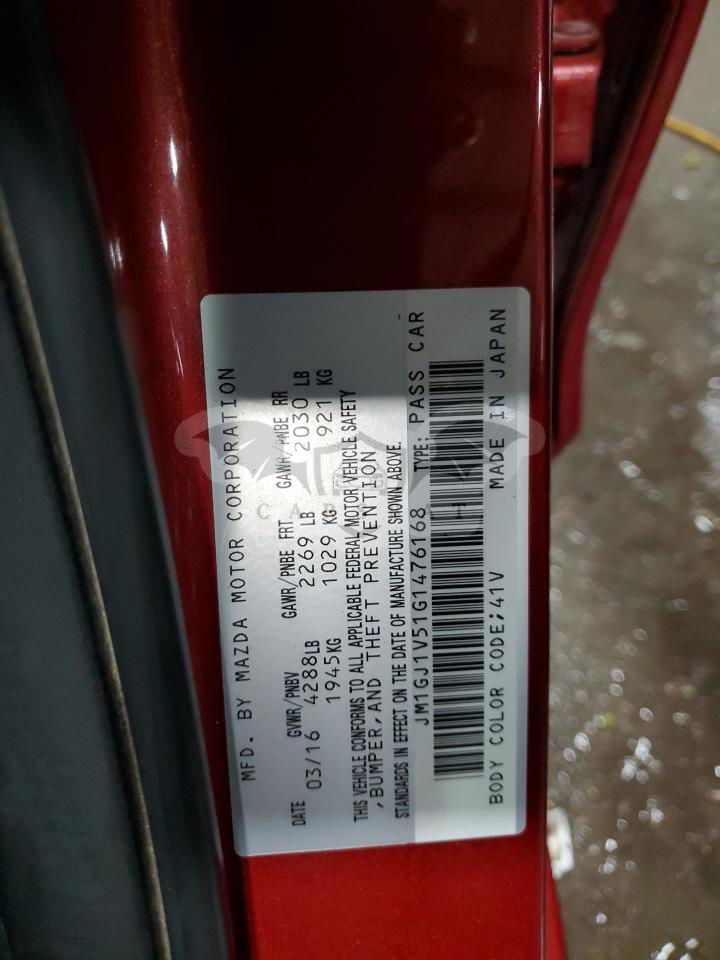 MFD. BY MAZDA MOTOR CORPORATION
DATE GVWR/PNBV GAWR/PNBE FRT GAWR/PNBE RR
03/16 4288LB 2269 LB 2030 LB
1945KG 1029 KG 921 KG
THIS VEHICLE CONFORMS TO ALL APPLICABLE FEDERAL MOTOR VEHICLE SAFETY
,BUMPER,AND THEFT PREVENTION
STANDARDS IN EFFECT ON THE DATE OF MANUFACTURE SHOWN ABOVE.
JM1GJ1V51G1476168 TYPE: PASS CAR
BODY COLOR CODE;41V MADE IN JAPAN